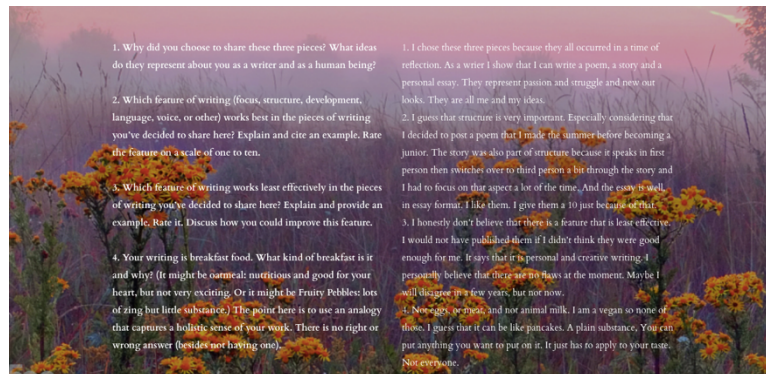 1. Why did you choose to share these three pieces? What ideas
do they represent about you as a writer and as a human being?
2. Which feature of writing (focus, structure, development,
language, voice, or other) works best in the pieces of writing
you've decided to share here? Explain and cite an example. Rate
the feature on a scale of one to ten.
3. Which feature of writing works least effectively in the pieces
of writing you've decided to share here? Explain and provide an
example. Rate it. Discuss how you could improve this feature.
4. Your writing is breakfast food. What kind of breakfast is it
and why? (It might be oatmeal: nutritious and good for your
heart, but not very exciting. Or it might be Fruity Pebbles: lots
of zing but little substance.) The point here is to use an analogy
that captures a holistic sense of your work. There is no right or
wrong answer (besides not having one).
1. I chose these three pieces because they all occurred in a time of
reflection. As a wrier I show that I can write a poem, a story and a
personal essay. They represent passion and struggle and new out
looks. They are all me and my ideas.
2. I guess that structure is very important. Especially considering that
I decided to post a poem that I made the summer before becoming a
junior. The story was also part of structure because it speaks in first
person then switches over to third person a bit through the story and
I had to focus on that aspect a lot of the time. And the essay is well,
in essay format. I like them. I give them a 10 just because of that.
3. I honestly don't believe that there is a feature that is least effective.
I would not have published them if I didn't think they were good
enough for me. It says that it is personal and creative writing. I
personally believe that there are no flaws at the moment. Maybe I
will disagree in a few years, but not now.
4. Not eggs, or meat, and not animal milk. I am a vegan so none of
those. I guess that it can be like pancakes. A plain substance. You can
put anything you want to put on it. It just has to apply to your taste.
Not everyone.